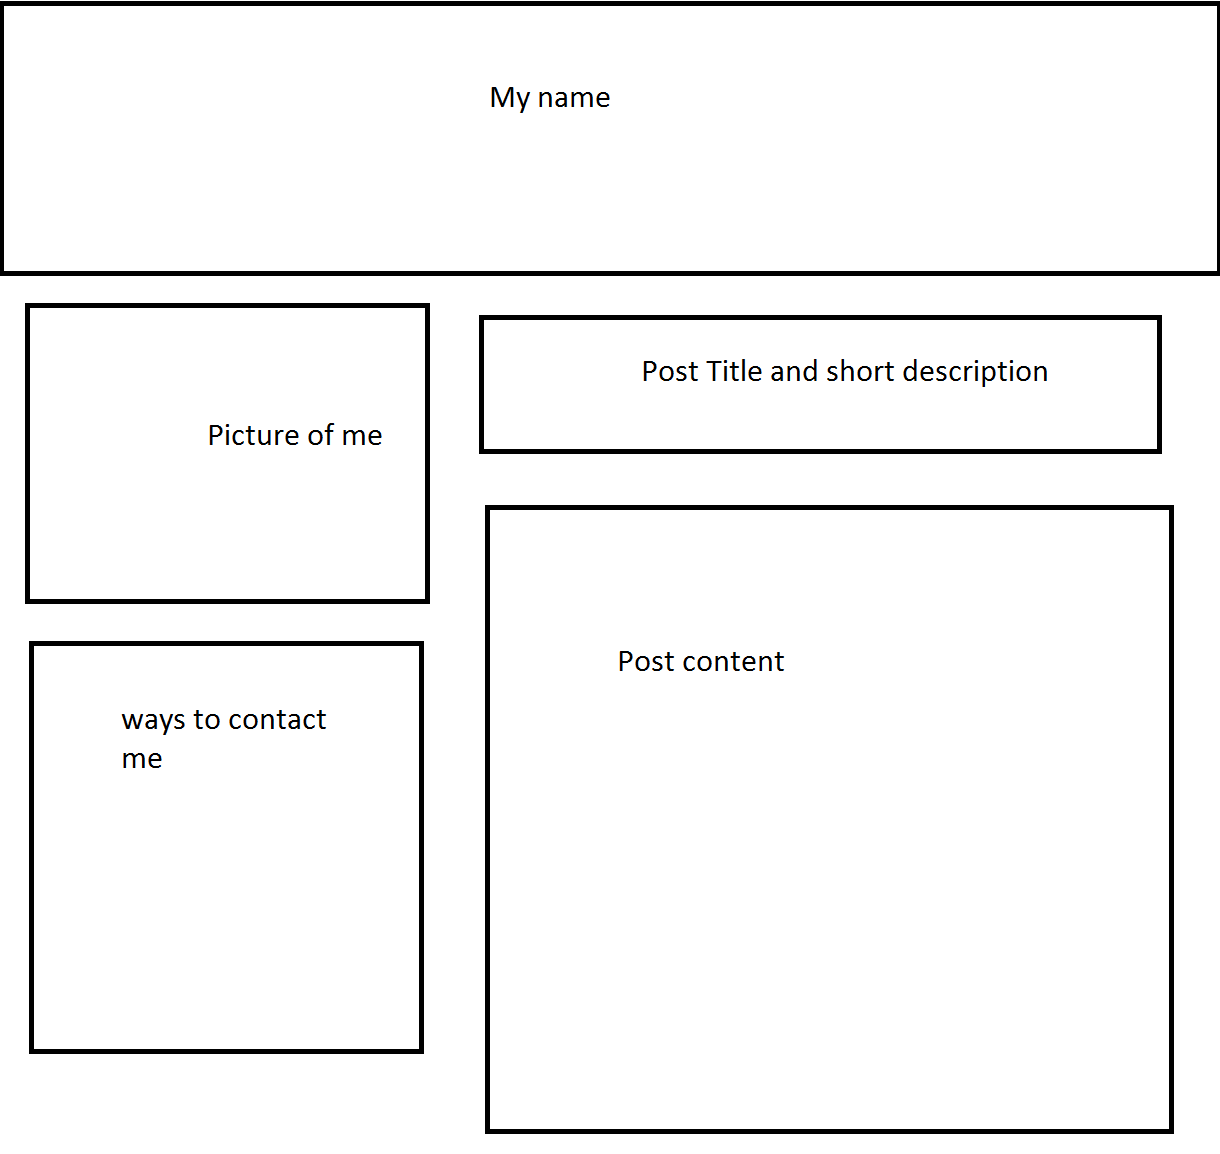 My name
Picture of me
Post Title and short description
ways to contact
me
Post content